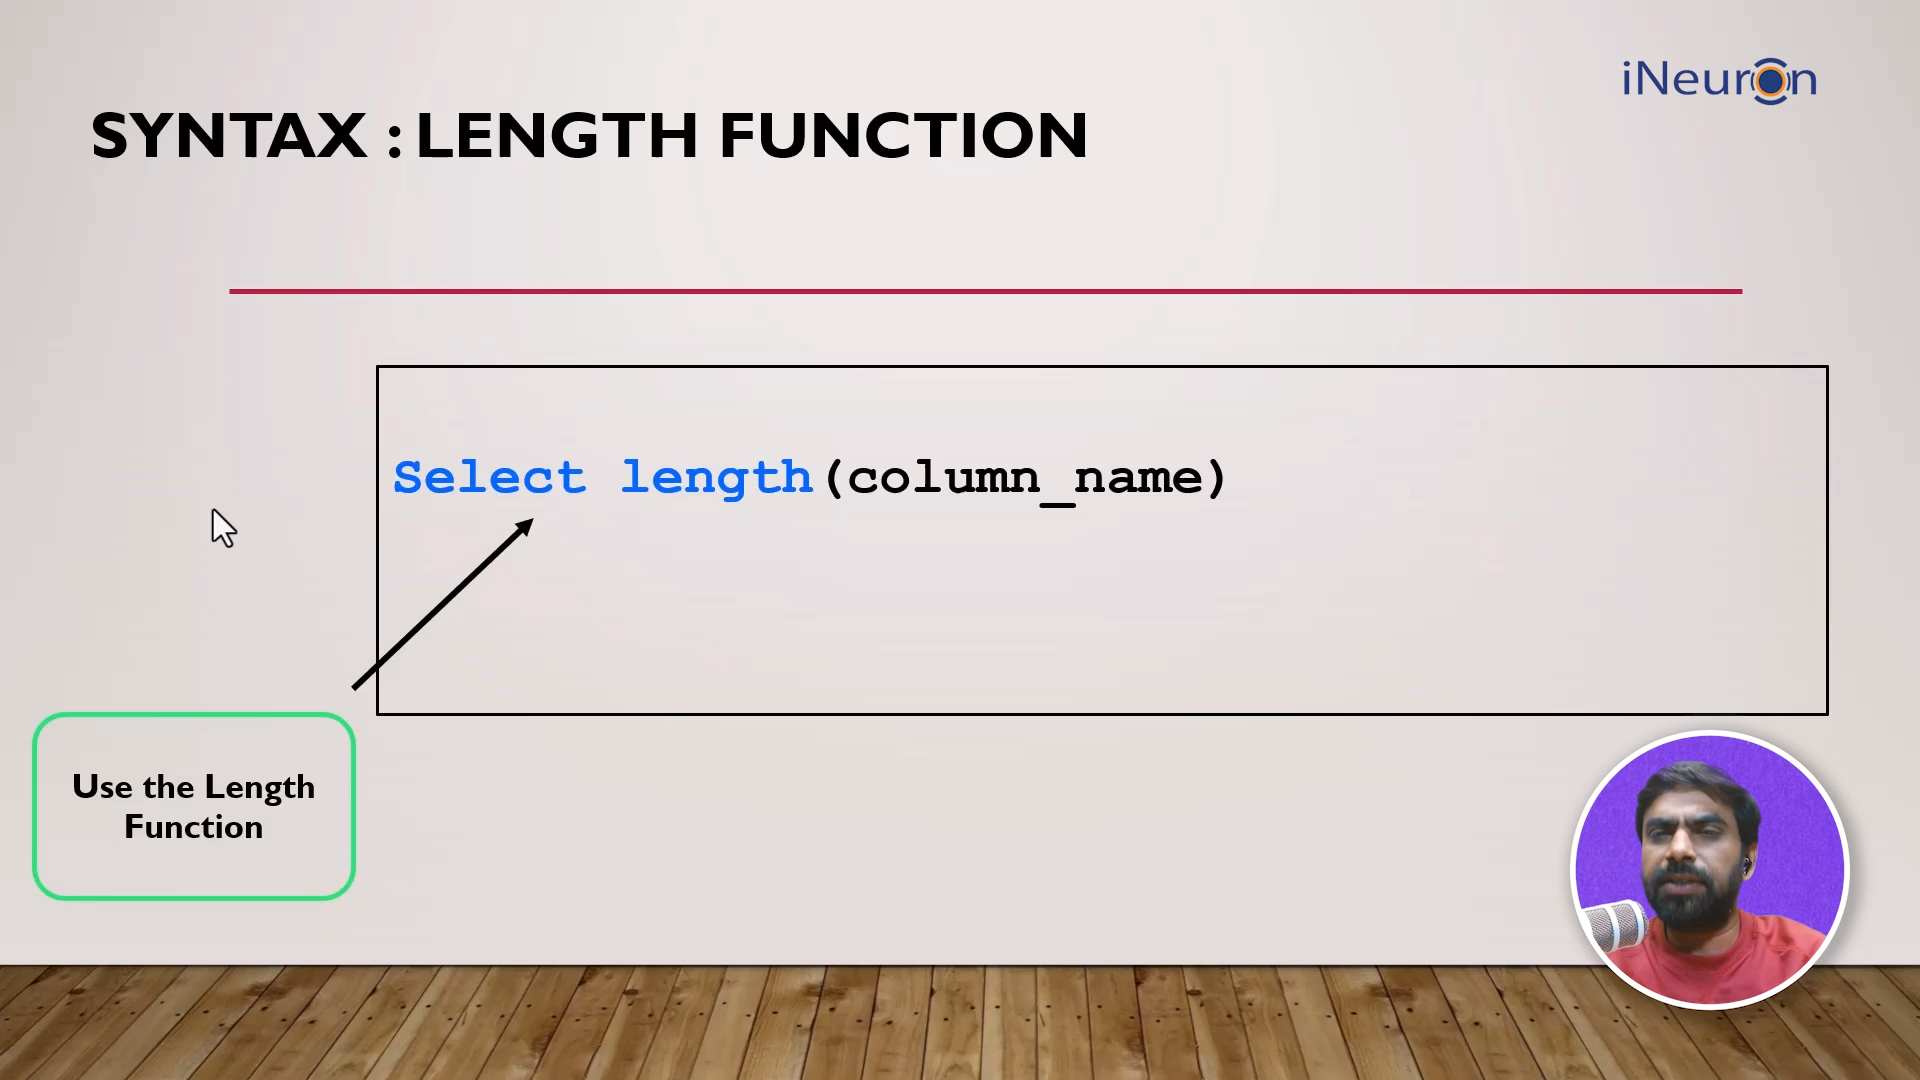 iNeuron
SYNTAX : LENGTH FUNCTION
Select length(column_name)
Use the Length
Function